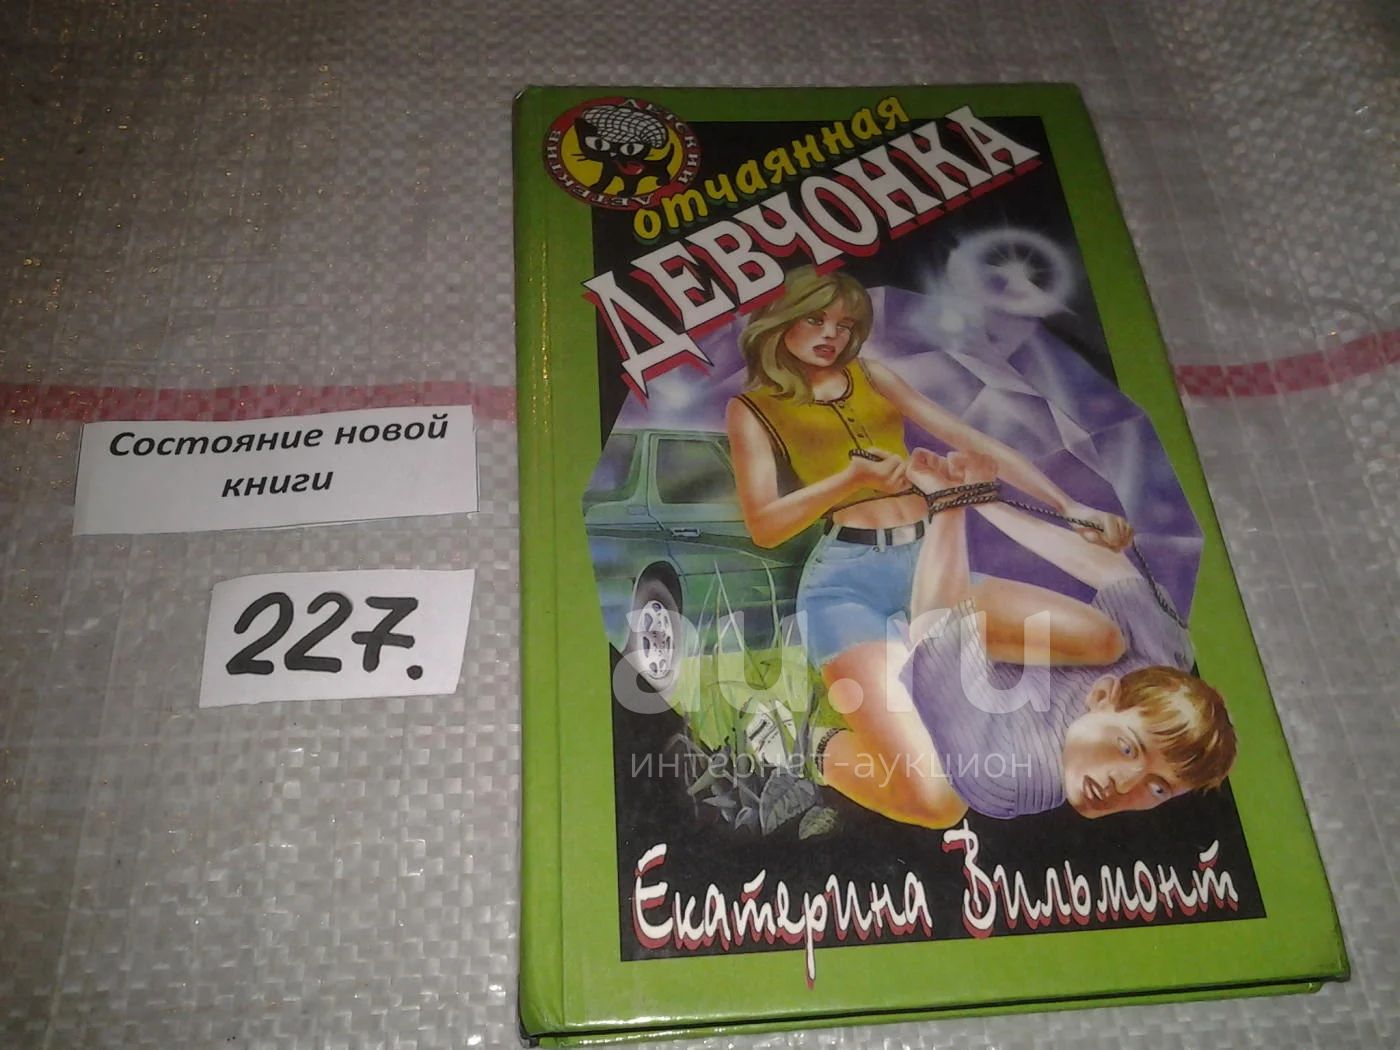 ДЕТСКИЙ ДЕТЕКТИВ
отчаянная
ДЕВЧОНКА
Состояние новой
книги
227.
au.ru
интернет-аукцион
Екатерина Вильмонт